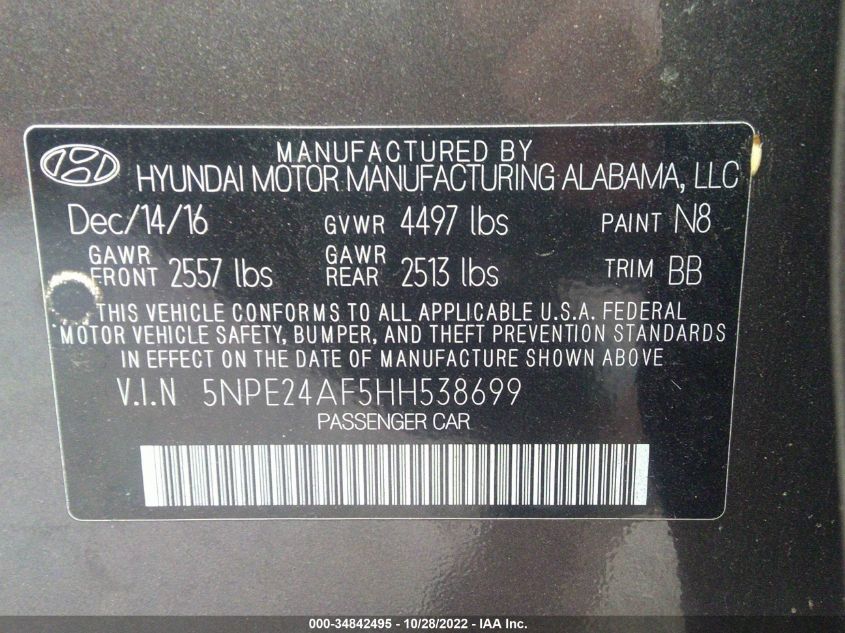 MANUFACTURED BY
HYUNDAI MOTOR MANUFACTURING ALABAMA, LLC
Dec/14/16 GVWR 4497 lbs PAINT N8
GAWR FRONT 2557 lbs GAWR REAR 2513 lbs TRIM BB
THIS VEHICLE CONFORMS TO ALL APPLICABLE U.S.A. FEDERAL
MOTOR VEHICLE SAFETY, BUMPER, AND THEFT PREVENTION STANDARDS
IN EFFECT ON THE DATE OF MANUFACTURE SHOWN ABOVE
V.I.N 5NPE24AF5HH538699
PASSENGER CAR
000-34842495 - 10/28/2022 - IAA Inc.